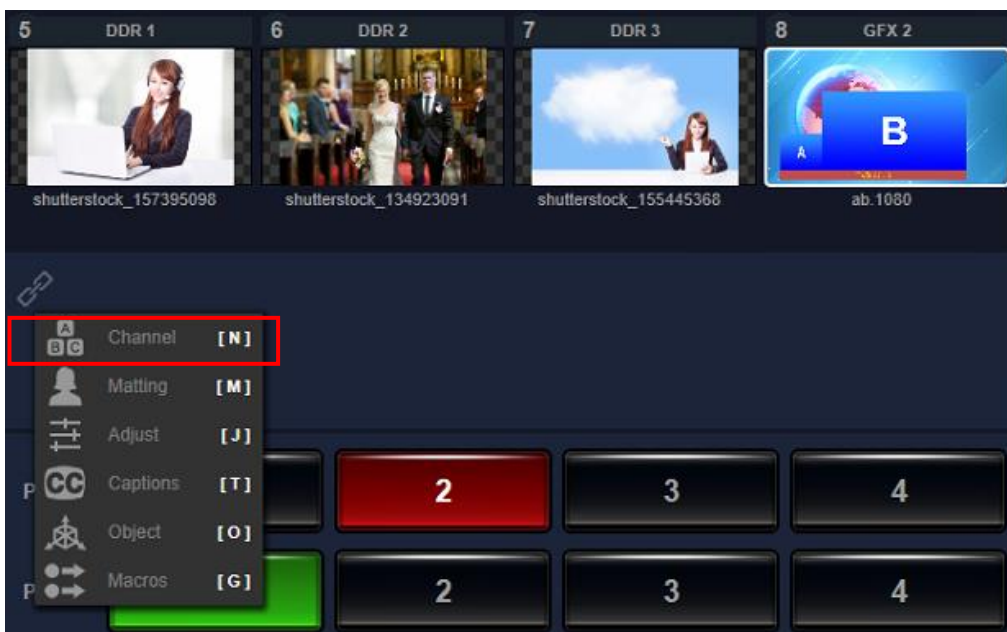 5 DDR 1 6 DDR 2 7 DDR 3 8 GFX 2
A B
shutterstock_157395098 shutterstock_134923091 shutterstock_155445368 ab.1080
A
B C Channel [N]
Matting [M]
Adjust [J]
P CC Captions [T] 2 3 4
Object [O]
P Macros [G] 2 3 4